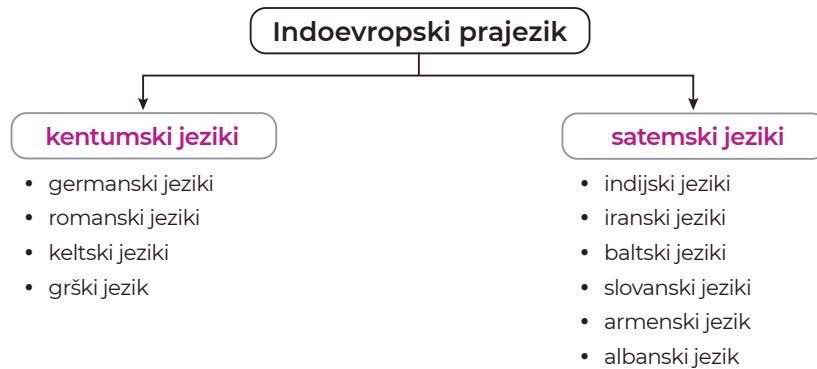 Indoevropski prajezik
kentumski jeziki
• germanski jeziki
• romanski jeziki
• keltski jeziki
• grški jezik
satemski jeziki
• indijski jeziki
• iranski jeziki
• baltski jeziki
• slovanski jeziki
• armenski jezik
• albanski jezik